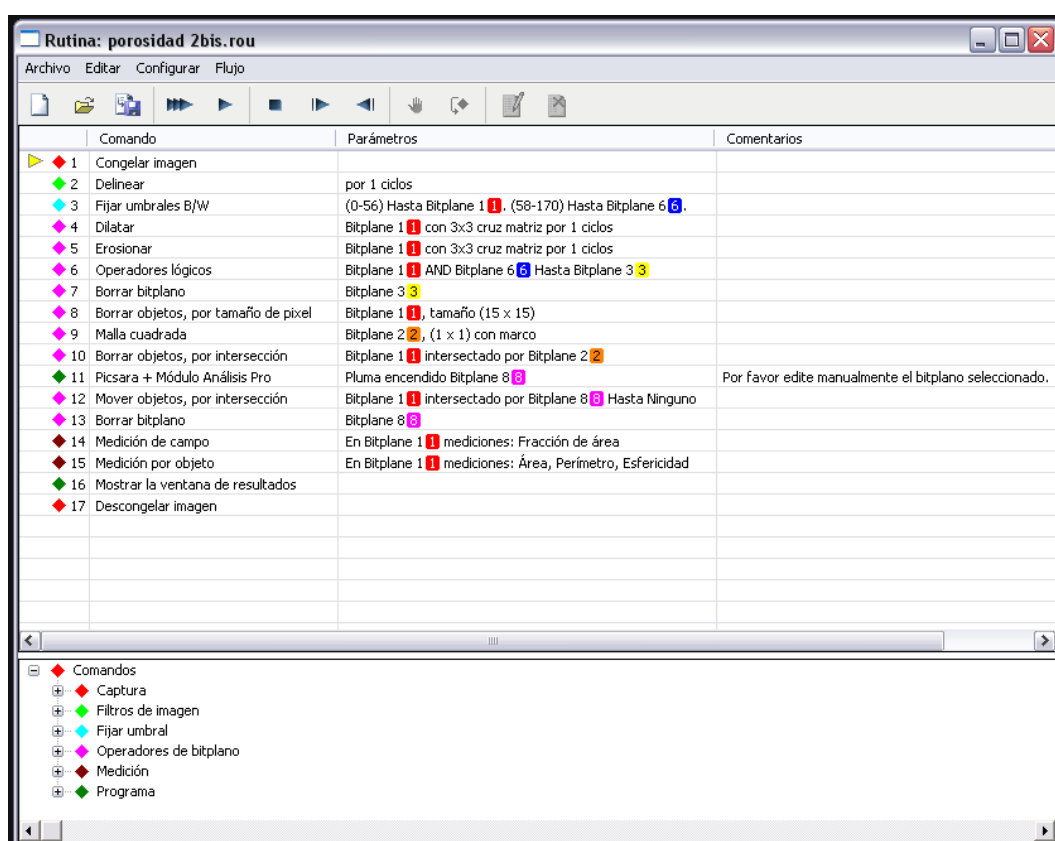 Rutina: porosidad 2bis.rou
Archivo Editar Configurar Flujo
Comando Parámetros Comentarios
1 Congelar imagen
2 Delinear por 1 ciclos
3 Fijar umbrales B/W (0-56) Hasta Bitplane 1 1. (58-170) Hasta Bitplane 6 6.
4 Dilatar Bitplane 1 1 con 3x3 cruz matriz por 1 ciclos
5 Erosionar Bitplane 1 1 con 3x3 cruz matriz por 1 ciclos
6 Operadores lógicos Bitplane 1 1 AND Bitplane 6 6 Hasta Bitplane 3 3
7 Borrar bitplano Bitplane 3 3
8 Borrar objetos, por tamaño de pixel Bitplane 1 1, tamaño (15 x 15)
9 Malla cuadrada Bitplane 2 2, (1 x 1) con marco
10 Borrar objetos, por intersección Bitplane 1 1 intersectado por Bitplane 2 2
11 Picsara + Módulo Análisis Pro Pluma encendido Bitplane 8 8 Por favor edite manualmente el bitplano seleccionado.
12 Mover objetos, por intersección Bitplane 1 1 intersectado por Bitplane 8 8 Hasta Ninguno
13 Borrar bitplano Bitplane 8 8
14 Medición de campo En Bitplane 1 1 mediciones: Fracción de área
15 Medición por objeto En Bitplane 1 1 mediciones: Área, Perímetro, Esfericidad
16 Mostrar la ventana de resultados
17 Descongelar imagen
Comandos
Captura
Filtros de imagen
Fijar umbral
Operadores de bitplano
Medición
Programa